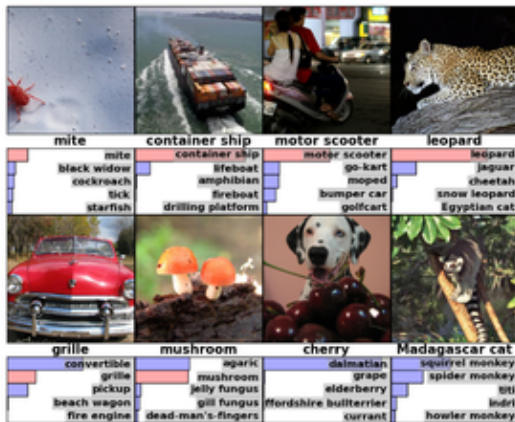 mite
container ship
motor scooter
leopard
mite
black widow
cockroach
tick
starfish
container ship
lifeboat
amphibian
fireboat
drilling platform
motor scooter
go-kart
moped
bumper car
golfcart
leopard
jaguar
cheetah
snow leopard
Egyptian cat
grille
mushroom
cherry
Madagascar cat
convertible
grille
pickup
beach wagon
fire engine
agaric
mushroom
jelly fungus
gill fungus
dead-man's-fingers
dalmatian
grape
elderberry
ffordshire bullterrier
currant
squirrel monkey
spider monkey
titi
indri
howler monkey